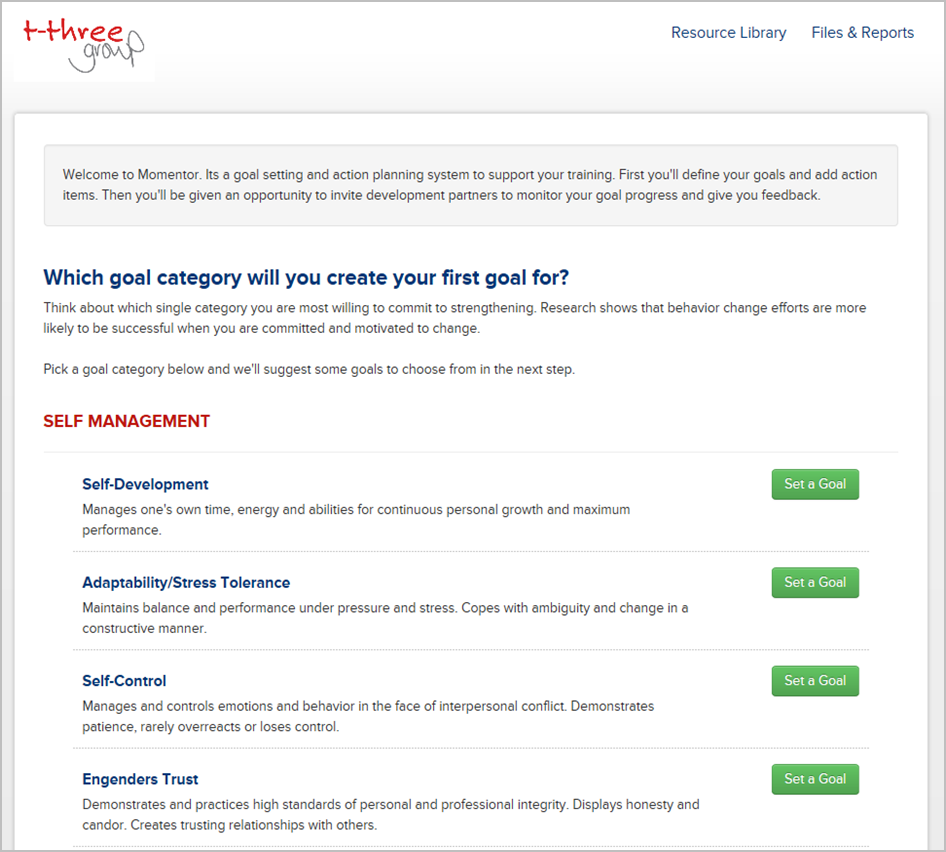 t-three
group
Resource Library Files & Reports
Welcome to Momentor. Its a goal setting and action planning system to support your training. First you'll define your goals and add action
items. Then you'll be given an opportunity to invite development partners to monitor your goal progress and give you feedback.
Which goal category will you create your first goal for?
Think about which single category you are most willing to commit to strengthening. Research shows that behavior change efforts are more
likely to be successful when you are committed and motivated to change.
Pick a goal category below and we'll suggest some goals to choose from in the next step.
SELF MANAGEMENT
Self-Development
Set a Goal
Manages one's own time, energy and abilities for continuous personal growth and maximum
performance.
Adaptability/Stress Tolerance
Set a Goal
Maintains balance and performance under pressure and stress. Copes with ambiguity and change in a
constructive manner.
Self-Control
Set a Goal
Manages and controls emotions and behavior in the face of interpersonal conflict. Demonstrates
patience, rarely overreacts or loses control.
Engenders Trust
Set a Goal
Demonstrates and practices high standards of personal and professional integrity. Displays honesty and
candor. Creates trusting relationships with others.